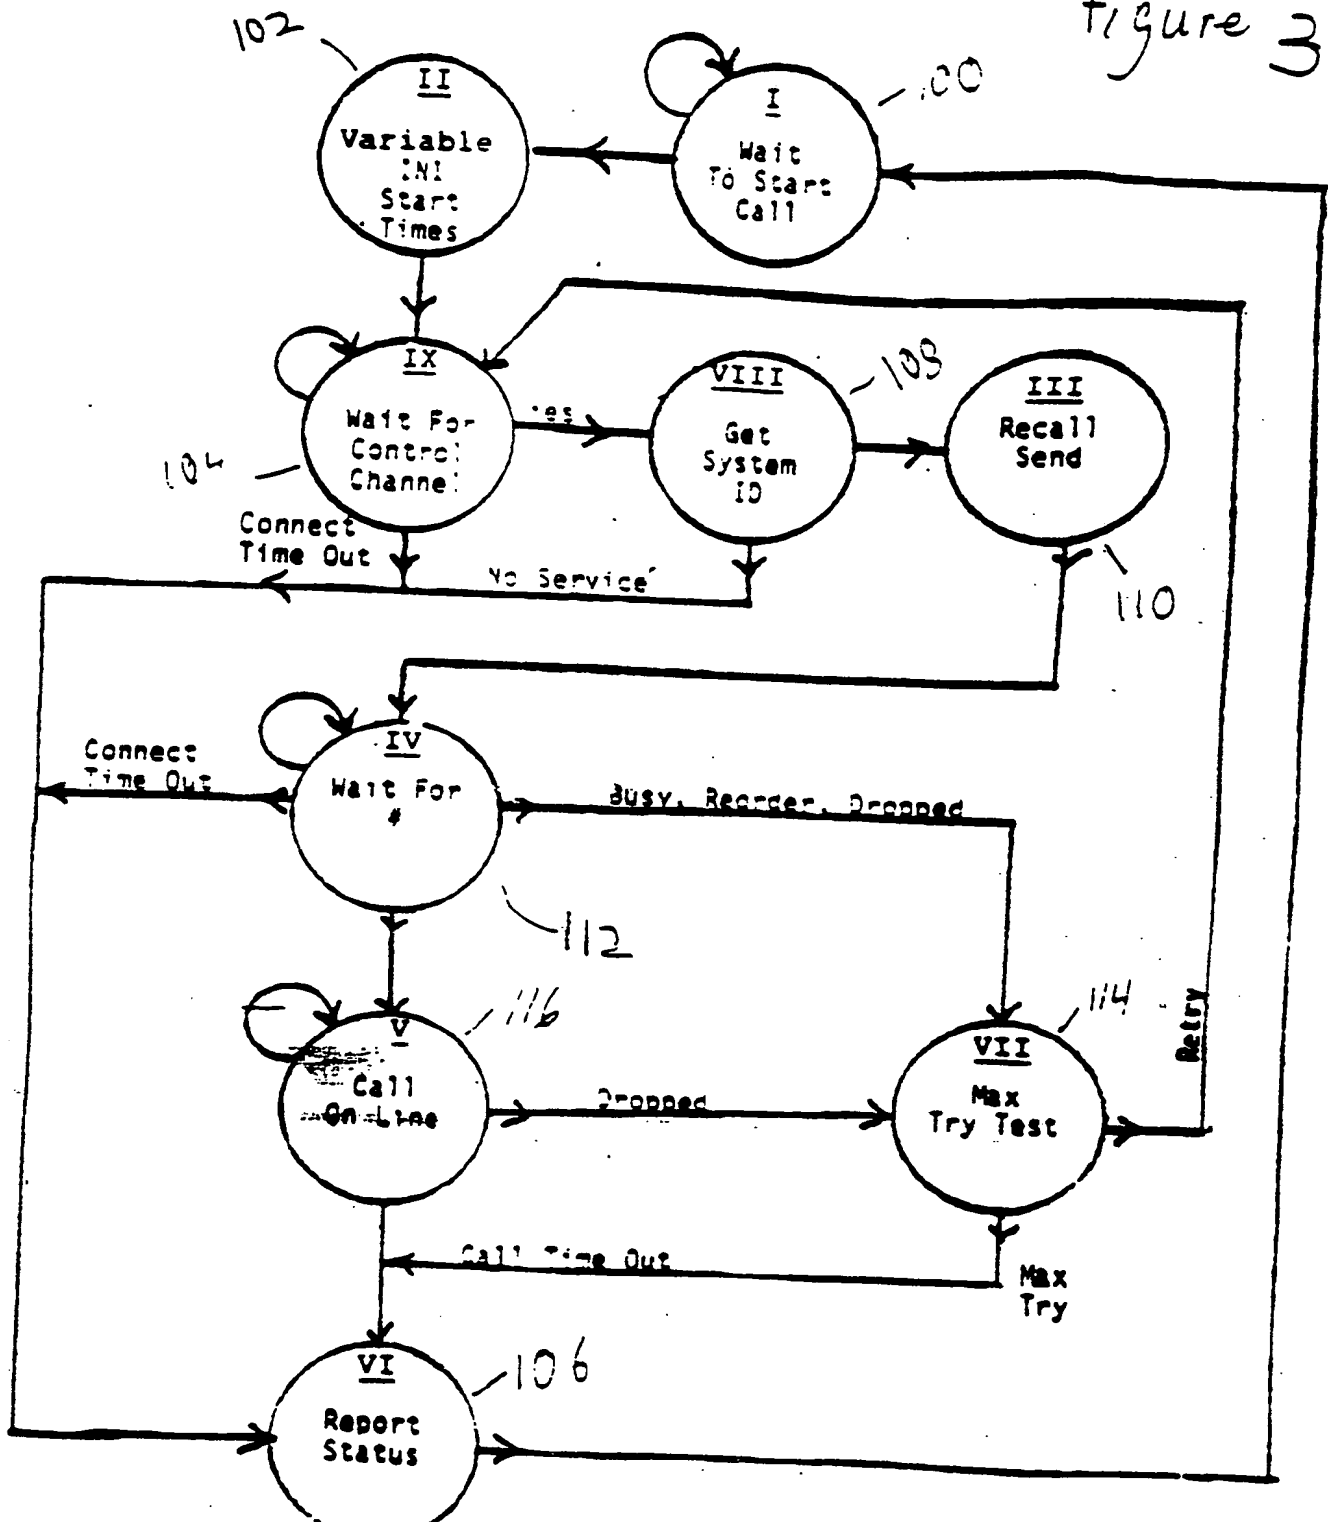 Figure 3
102
II
Variable
INI
Start
Times
I
Wait
To Start
Call
100
IX
Wait For
Control
Channel
104
VIII
Get
System
ID
108
III
Recall
Send
110
Connect
Time Out
No Service
IV
Wait For
#
Connect
Time Out
Busy, Reorder, Dropped
112
V
Call
On-Line
116
Dropped
114
VII
Max
Try Test
Retry
Call Time Out
Max
Try
VI
Report
Status
106